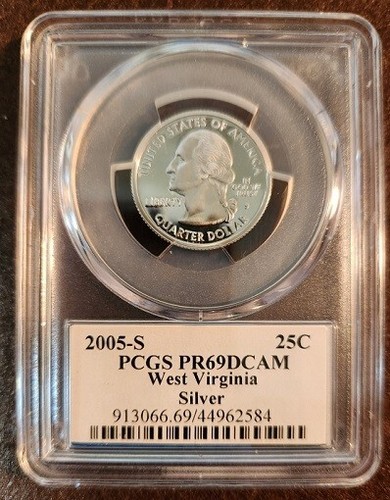 UNITED STATES OF AMERICA
LIBERTY
IN
GOD WE
TRUST
S
QUARTER DOLLAR
2005-S 25C
PCGS PR69DCAM
West Virginia
Silver
913066.69/44962584